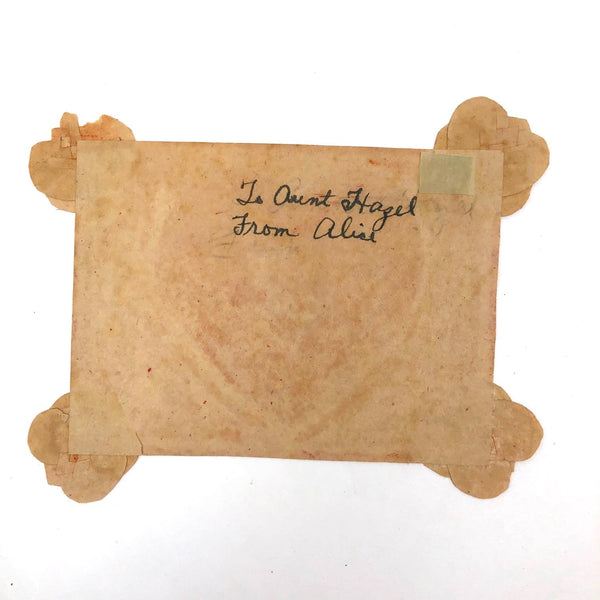 To Aunt Hazel
From Alice